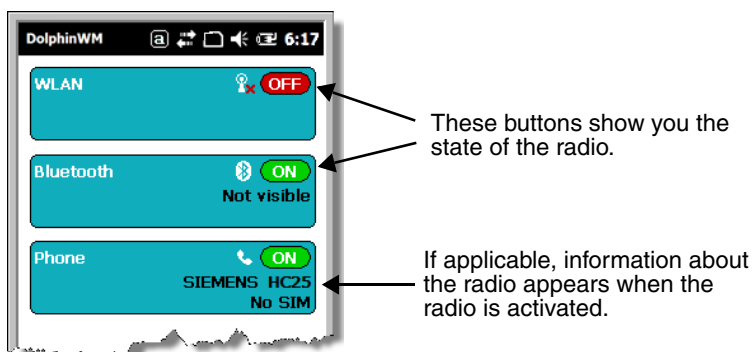 DolphinWM a 6:17
WLAN OFF
Bluetooth ON
Not visible
Phone ON
SIEMENS HC25
No SIM
These buttons show you the
state of the radio.
If applicable, information about
the radio appears when the
radio is activated.